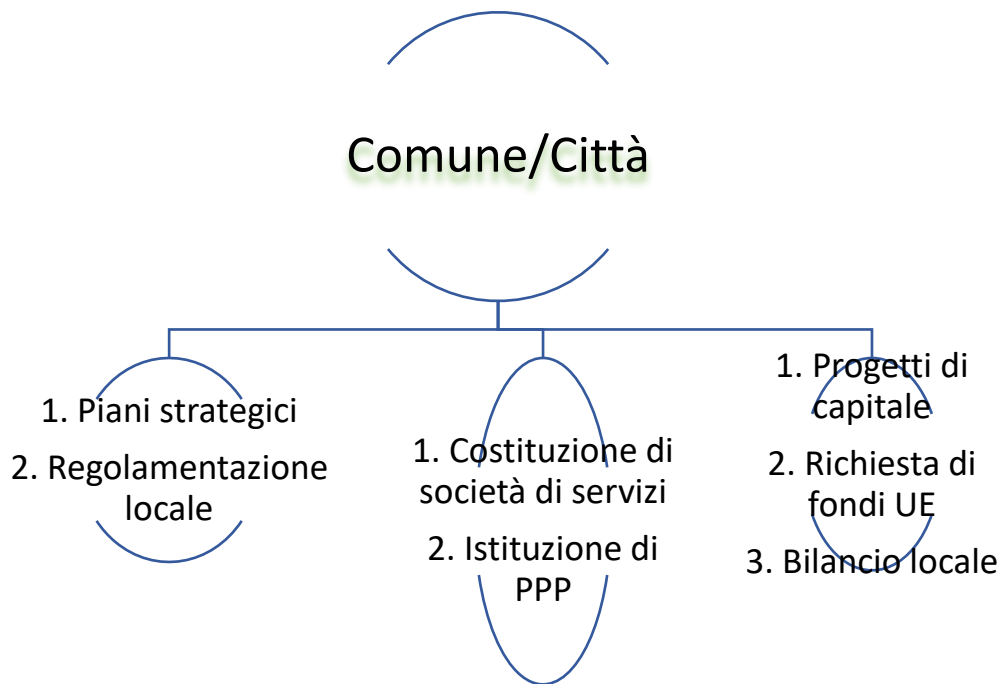 Comune/Città
1. Piani strategici
2. Regolamentazione
locale
1. Costituzione di
società di servizi
2. Istituzione di
PPP
1. Progetti di
capitale
2. Richiesta di
fondi UE
3. Bilancio locale